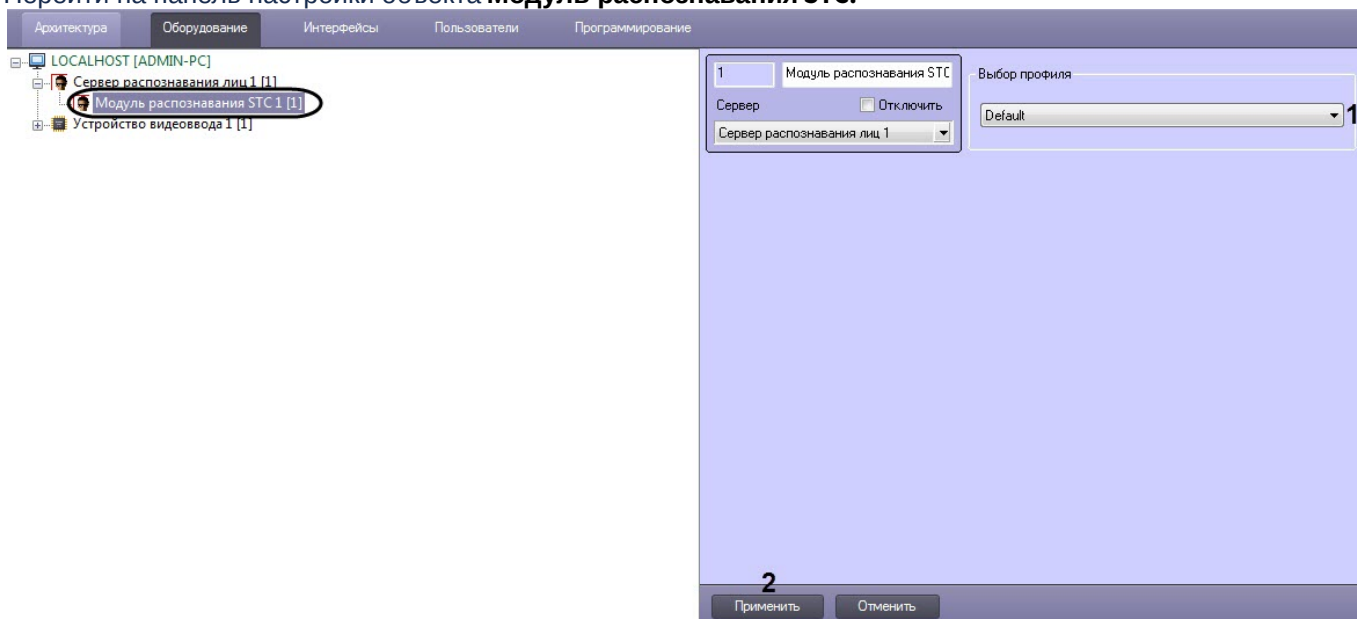 Перейти на панель настройки объекта Модуль распознавания STC.
Архитектура Оборудование Интерфейсы Пользователи Программирование
LOCALHOST [ADMIN-PC]
Сервер распознавания лиц 1 [1]
Модуль распознавания STC 1 [1]
Устройство видеоввода 1 [1]
1 Модуль распознавания STC
Сервер Отключить
Сервер распознавания лиц 1
Выбор профиля
Default 1
2
Применить Отменить